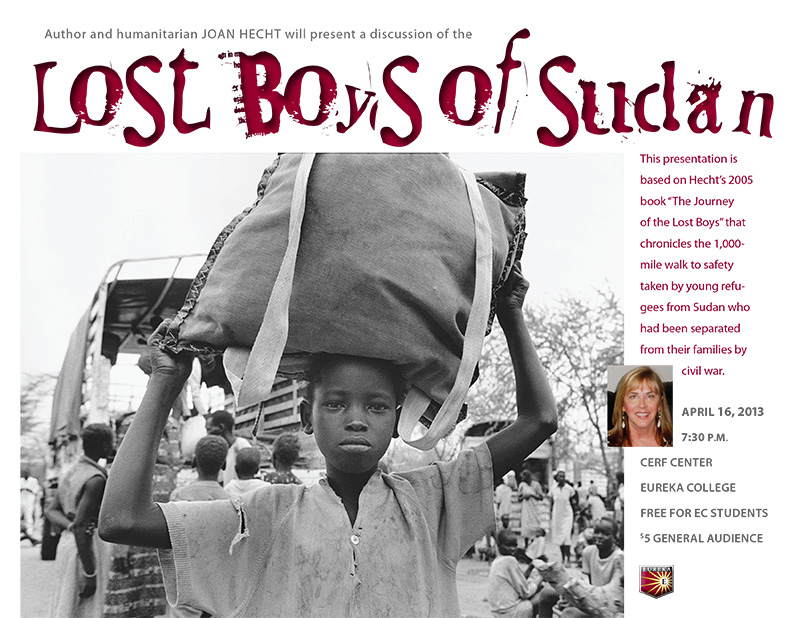 Author and humanitarian JOAN HECHT will present a discussion of the
Lost Boys of Sudan
This presentation is
based on Hecht's 2005
book “The Journey
of the Lost Boys” that
chronicles the 1,000-
mile walk to safety
taken by young refu-
gees from Sudan who
had been separated
from their families by
civil war.
APRIL 16, 2013
7:30 P.M.
CERF CENTER
EUREKA COLLEGE
FREE FOR EC STUDENTS
$5 GENERAL AUDIENCE
EUREKA
E